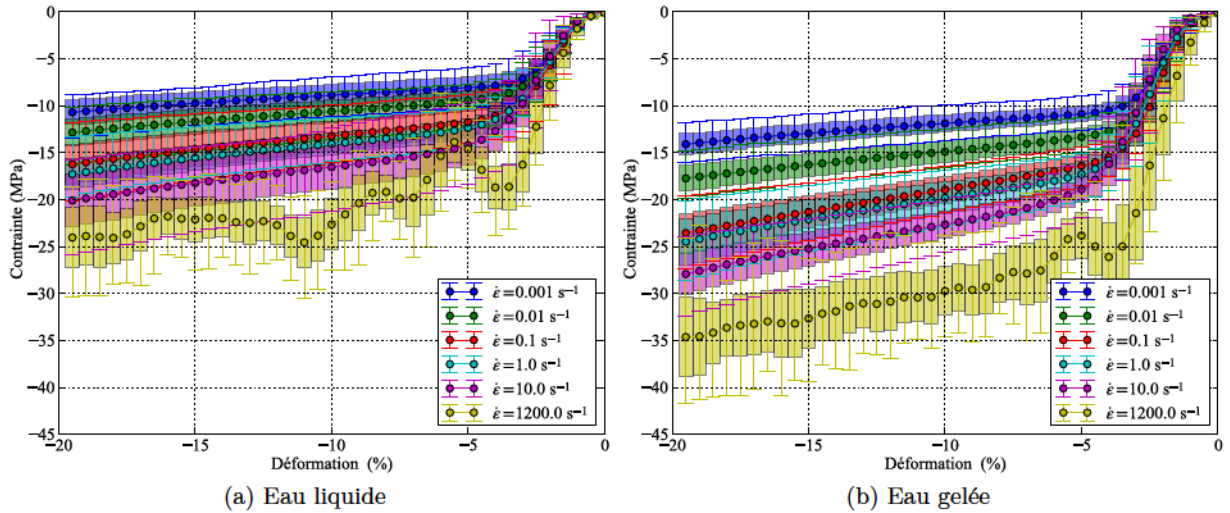 0
−5
−10
−15
−20
−25
−30
−35
−40
−45
Contrainte (MPa)
−20
−15
−10
−5
0
Déformation (%)
ε̇=0.001 s⁻¹
ε̇=0.01 s⁻¹
ε̇=0.1 s⁻¹
ε̇=1.0 s⁻¹
ε̇=10.0 s⁻¹
ε̇=1200.0 s⁻¹
(a) Eau liquide
0
−5
−10
−15
−20
−25
−30
−35
−40
−45
Contrainte (MPa)
−20
−15
−10
−5
0
Déformation (%)
ε̇=0.001 s⁻¹
ε̇=0.01 s⁻¹
ε̇=0.1 s⁻¹
ε̇=1.0 s⁻¹
ε̇=10.0 s⁻¹
ε̇=1200.0 s⁻¹
(b) Eau gelée